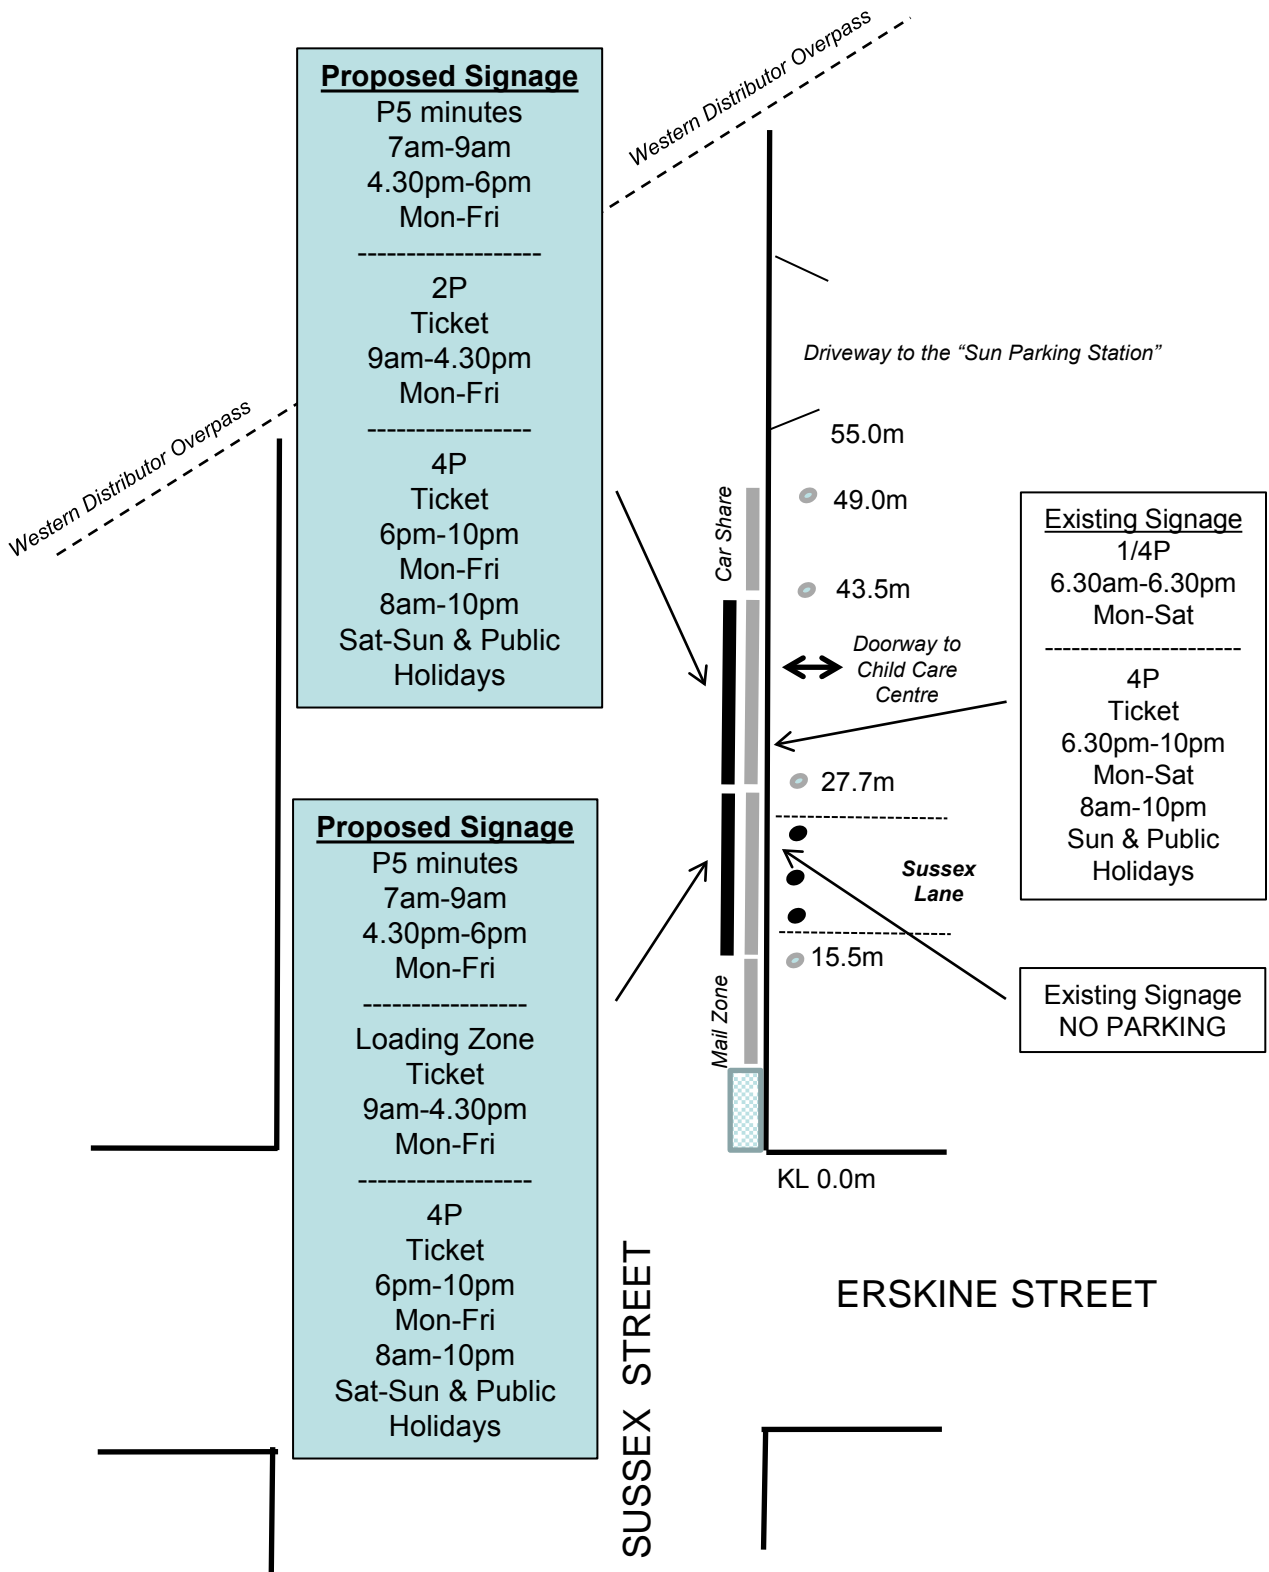 Western Distributor Overpass
Proposed Signage
P5 minutes
7am-9am
4.30pm-6pm
Mon-Fri
-------------------
2P
Ticket
9am-4.30pm
Mon-Fri
-----------------
4P
Ticket
6pm-10pm
Mon-Fri
8am-10pm
Sat-Sun & Public
Holidays
Western Distributor Overpass
Driveway to the “Sun Parking Station”
55.0m
49.0m
Car Share
43.5m
Doorway to
Child Care
Centre
27.7m
Existing Signage
1/4P
6.30am-6.30pm
Mon-Sat
----------------------
4P
Ticket
6.30pm-10pm
Mon-Sat
8am-10pm
Sun & Public
Holidays
Sussex
Lane
15.5m
Mail Zone
Existing Signage
NO PARKING
Proposed Signage
P5 minutes
7am-9am
4.30pm-6pm
Mon-Fri
-----------------
Loading Zone
Ticket
9am-4.30pm
Mon-Fri
------------------
4P
Ticket
6pm-10pm
Mon-Fri
8am-10pm
Sat-Sun & Public
Holidays
KL 0.0m
SUSSEX STREET
ERSKINE STREET